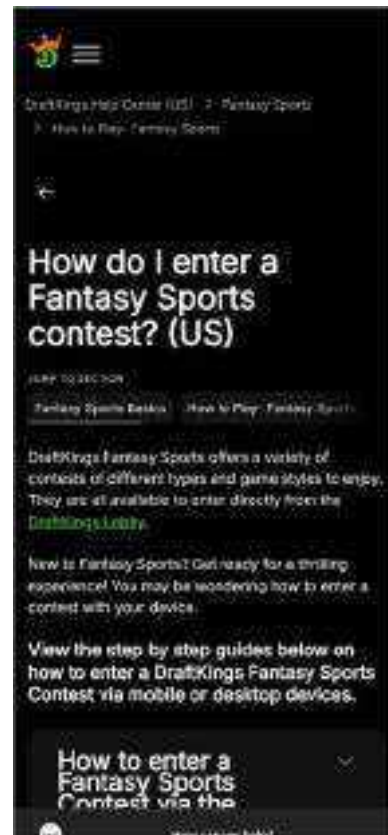 DraftKings Help Center (US) > Fantasy Sports
> How to Play- Fantasy Sports
How do I enter a
Fantasy Sports
contest? (US)
JUMP TO SECTION
Fantasy Sports Basics How to Play- Fantasy Sports
DraftKings Fantasy Sports offers a variety of
contests of different types and game styles to enjoy.
They are all available to enter directly from the
DraftKings Lobby.
New to Fantasy Sports? Get ready for a thrilling
experience! You may be wondering how to enter a
contest with your device.
View the step by step guides below on
how to enter a DraftKings Fantasy Sports
Contest via mobile or desktop devices.
How to enter a
Fantasy Sports
Contest via the